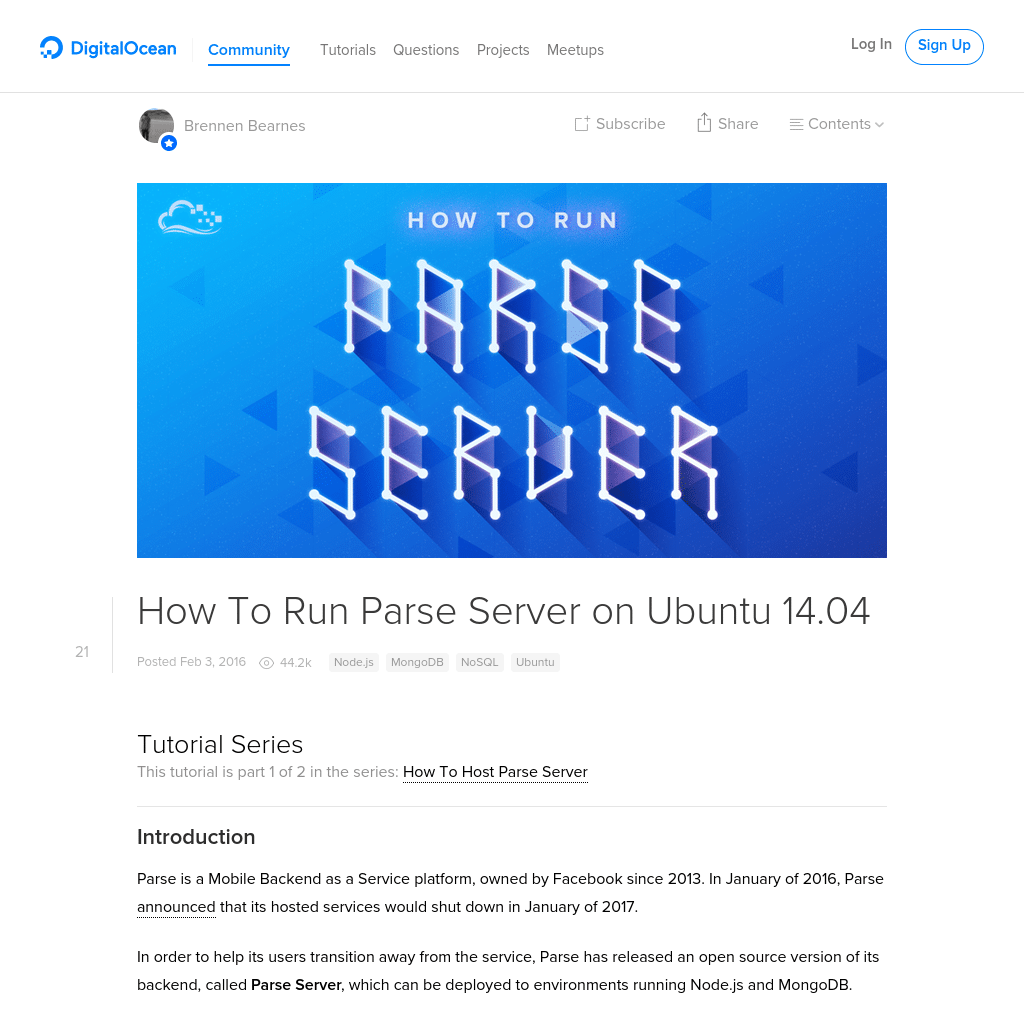 DigitalOcean Community Tutorials Questions Projects Meetups Log In Sign Up
Brennen Bearnes Subscribe Share Contents
HOW TO RUN
PARSE
SERVER
How To Run Parse Server on Ubuntu 14.04
21
Posted Feb 3, 2016 44.2k Node.js MongoDB NoSQL Ubuntu
Tutorial Series
This tutorial is part 1 of 2 in the series: How To Host Parse Server
Introduction
Parse is a Mobile Backend as a Service platform, owned by Facebook since 2013. In January of 2016, Parse
announced that its hosted services would shut down in January of 2017.
In order to help its users transition away from the service, Parse has released an open source version of its
backend, called Parse Server, which can be deployed to environments running Node.js and MongoDB.